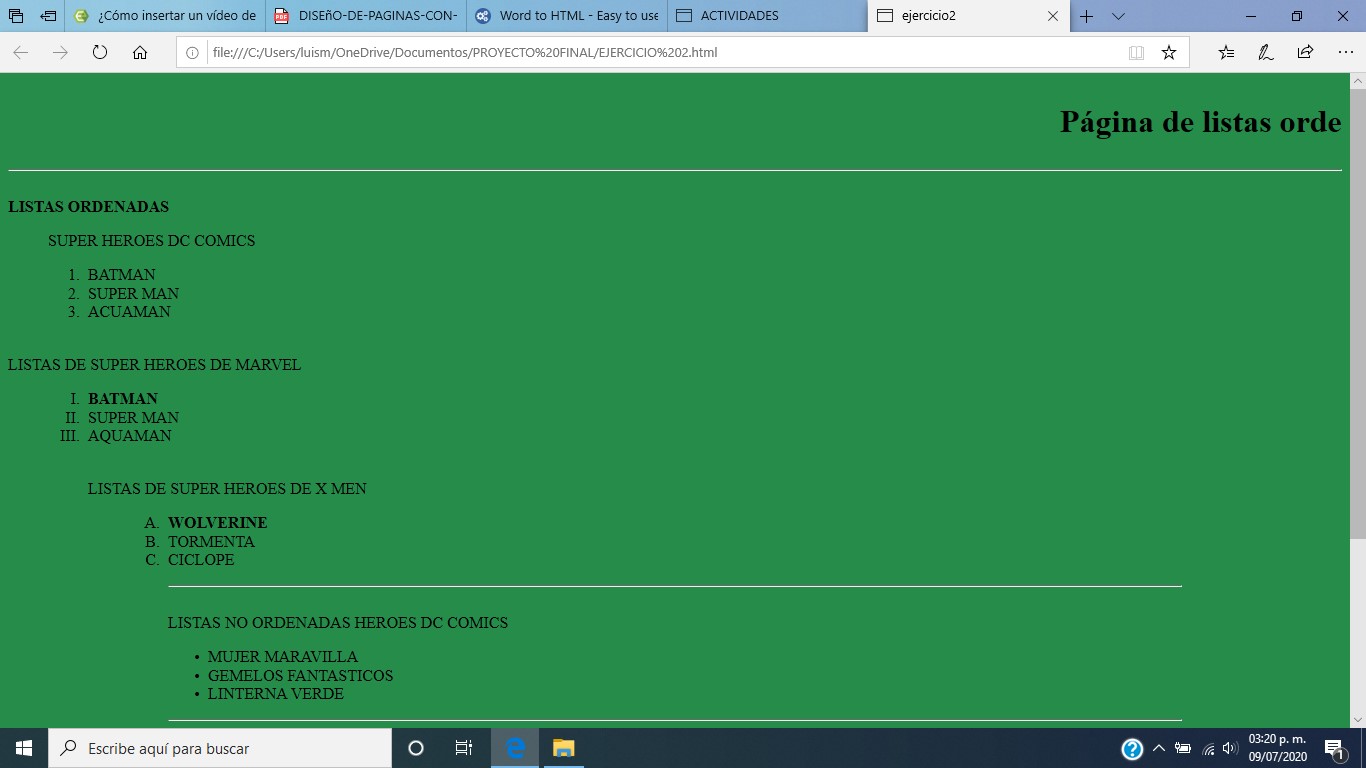 ¿Cómo insertar un vídeo de
DISEñO-DE-PAGINAS-CON-
Word to HTML - Easy to use
ACTIVIDADES
ejercicio2
file:///C:/Users/luism/OneDrive/Documentos/PROYECTO%20FINAL/EJERCICIO%202.html
Página de listas orde
LISTAS ORDENADAS
SUPER HEROES DC COMICS
1. BATMAN
2. SUPER MAN
3. ACUAMAN
LISTAS DE SUPER HEROES DE MARVEL
I. BATMAN
II. SUPER MAN
III. AQUAMAN
LISTAS DE SUPER HEROES DE X MEN
A. WOLVERINE
B. TORMENTA
C. CICLOPE
LISTAS NO ORDENADAS HEROES DC COMICS
• MUJER MARAVILLA
• GEMELOS FANTASTICOS
• LINTERNA VERDE
Escribe aquí para buscar
03:20 p. m.
09/07/2020
1